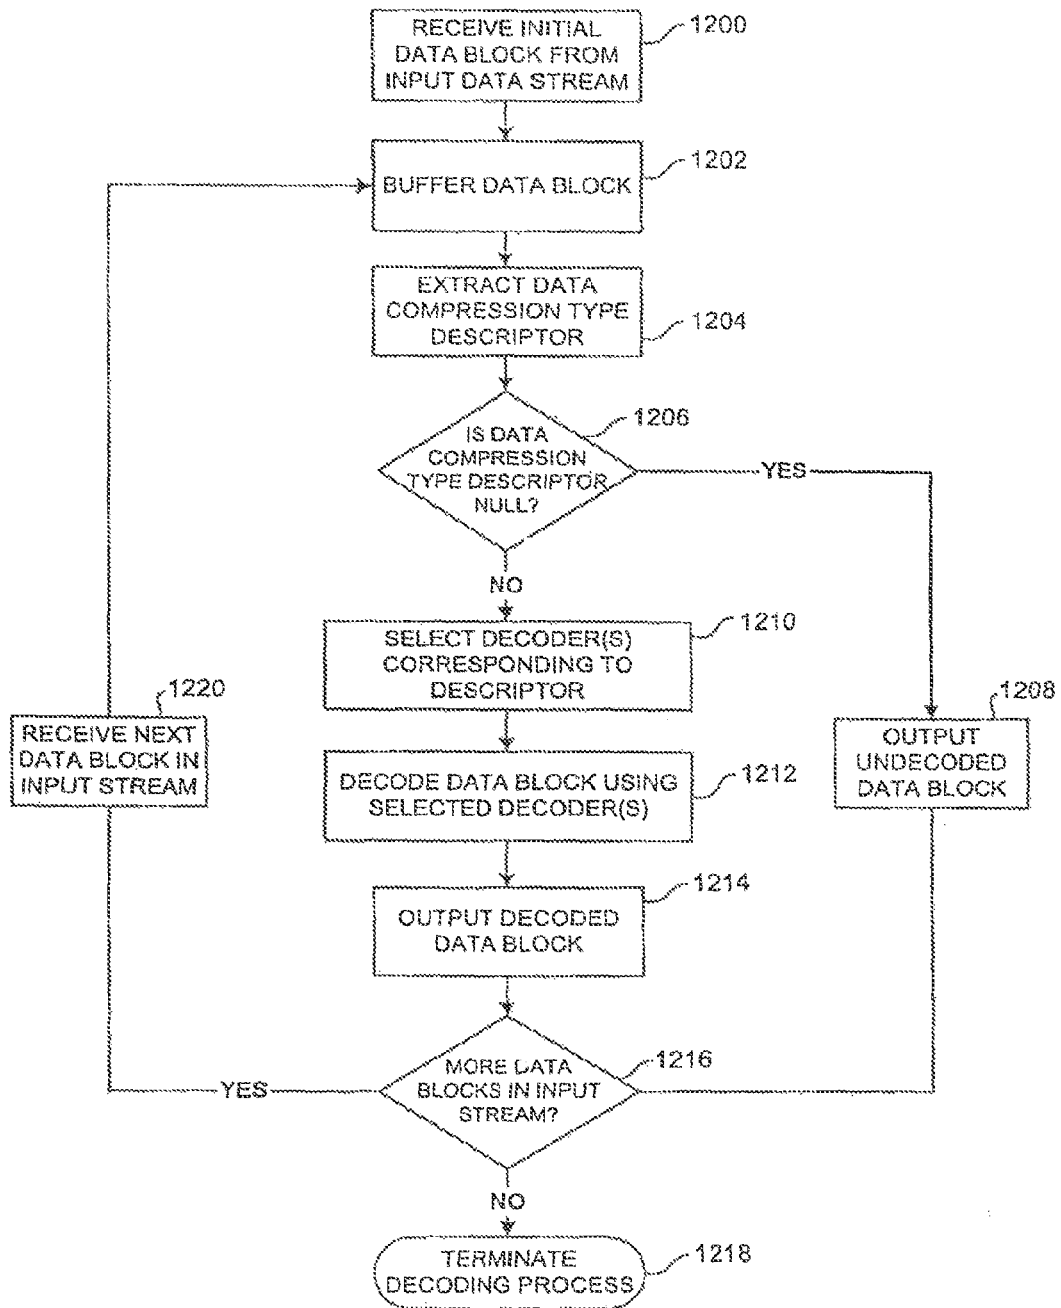 RECEIVE INITIAL
DATA BLOCK FROM
INPUT DATA STREAM
1200
BUFFER DATA BLOCK
1202
EXTRACT DATA
COMPRESSION TYPE
DESCRIPTOR
1204
IS DATA
COMPRESSION
TYPE DESCRIPTOR
NULL?
1206
YES
NO
SELECT DECODER(S)
CORRESPONDING TO
DESCRIPTOR
1210
OUTPUT
UNDECODED
DATA BLOCK
1208
RECEIVE NEXT
DATA BLOCK IN
INPUT STREAM
1220
DECODE DATA BLOCK USING
SELECTED DECODER(S)
1212
OUTPUT DECODED
DATA BLOCK
1214
MORE DATA
BLOCKS IN INPUT
STREAM?
1216
YES
NO
TERMINATE
DECODING PROCESS
1218